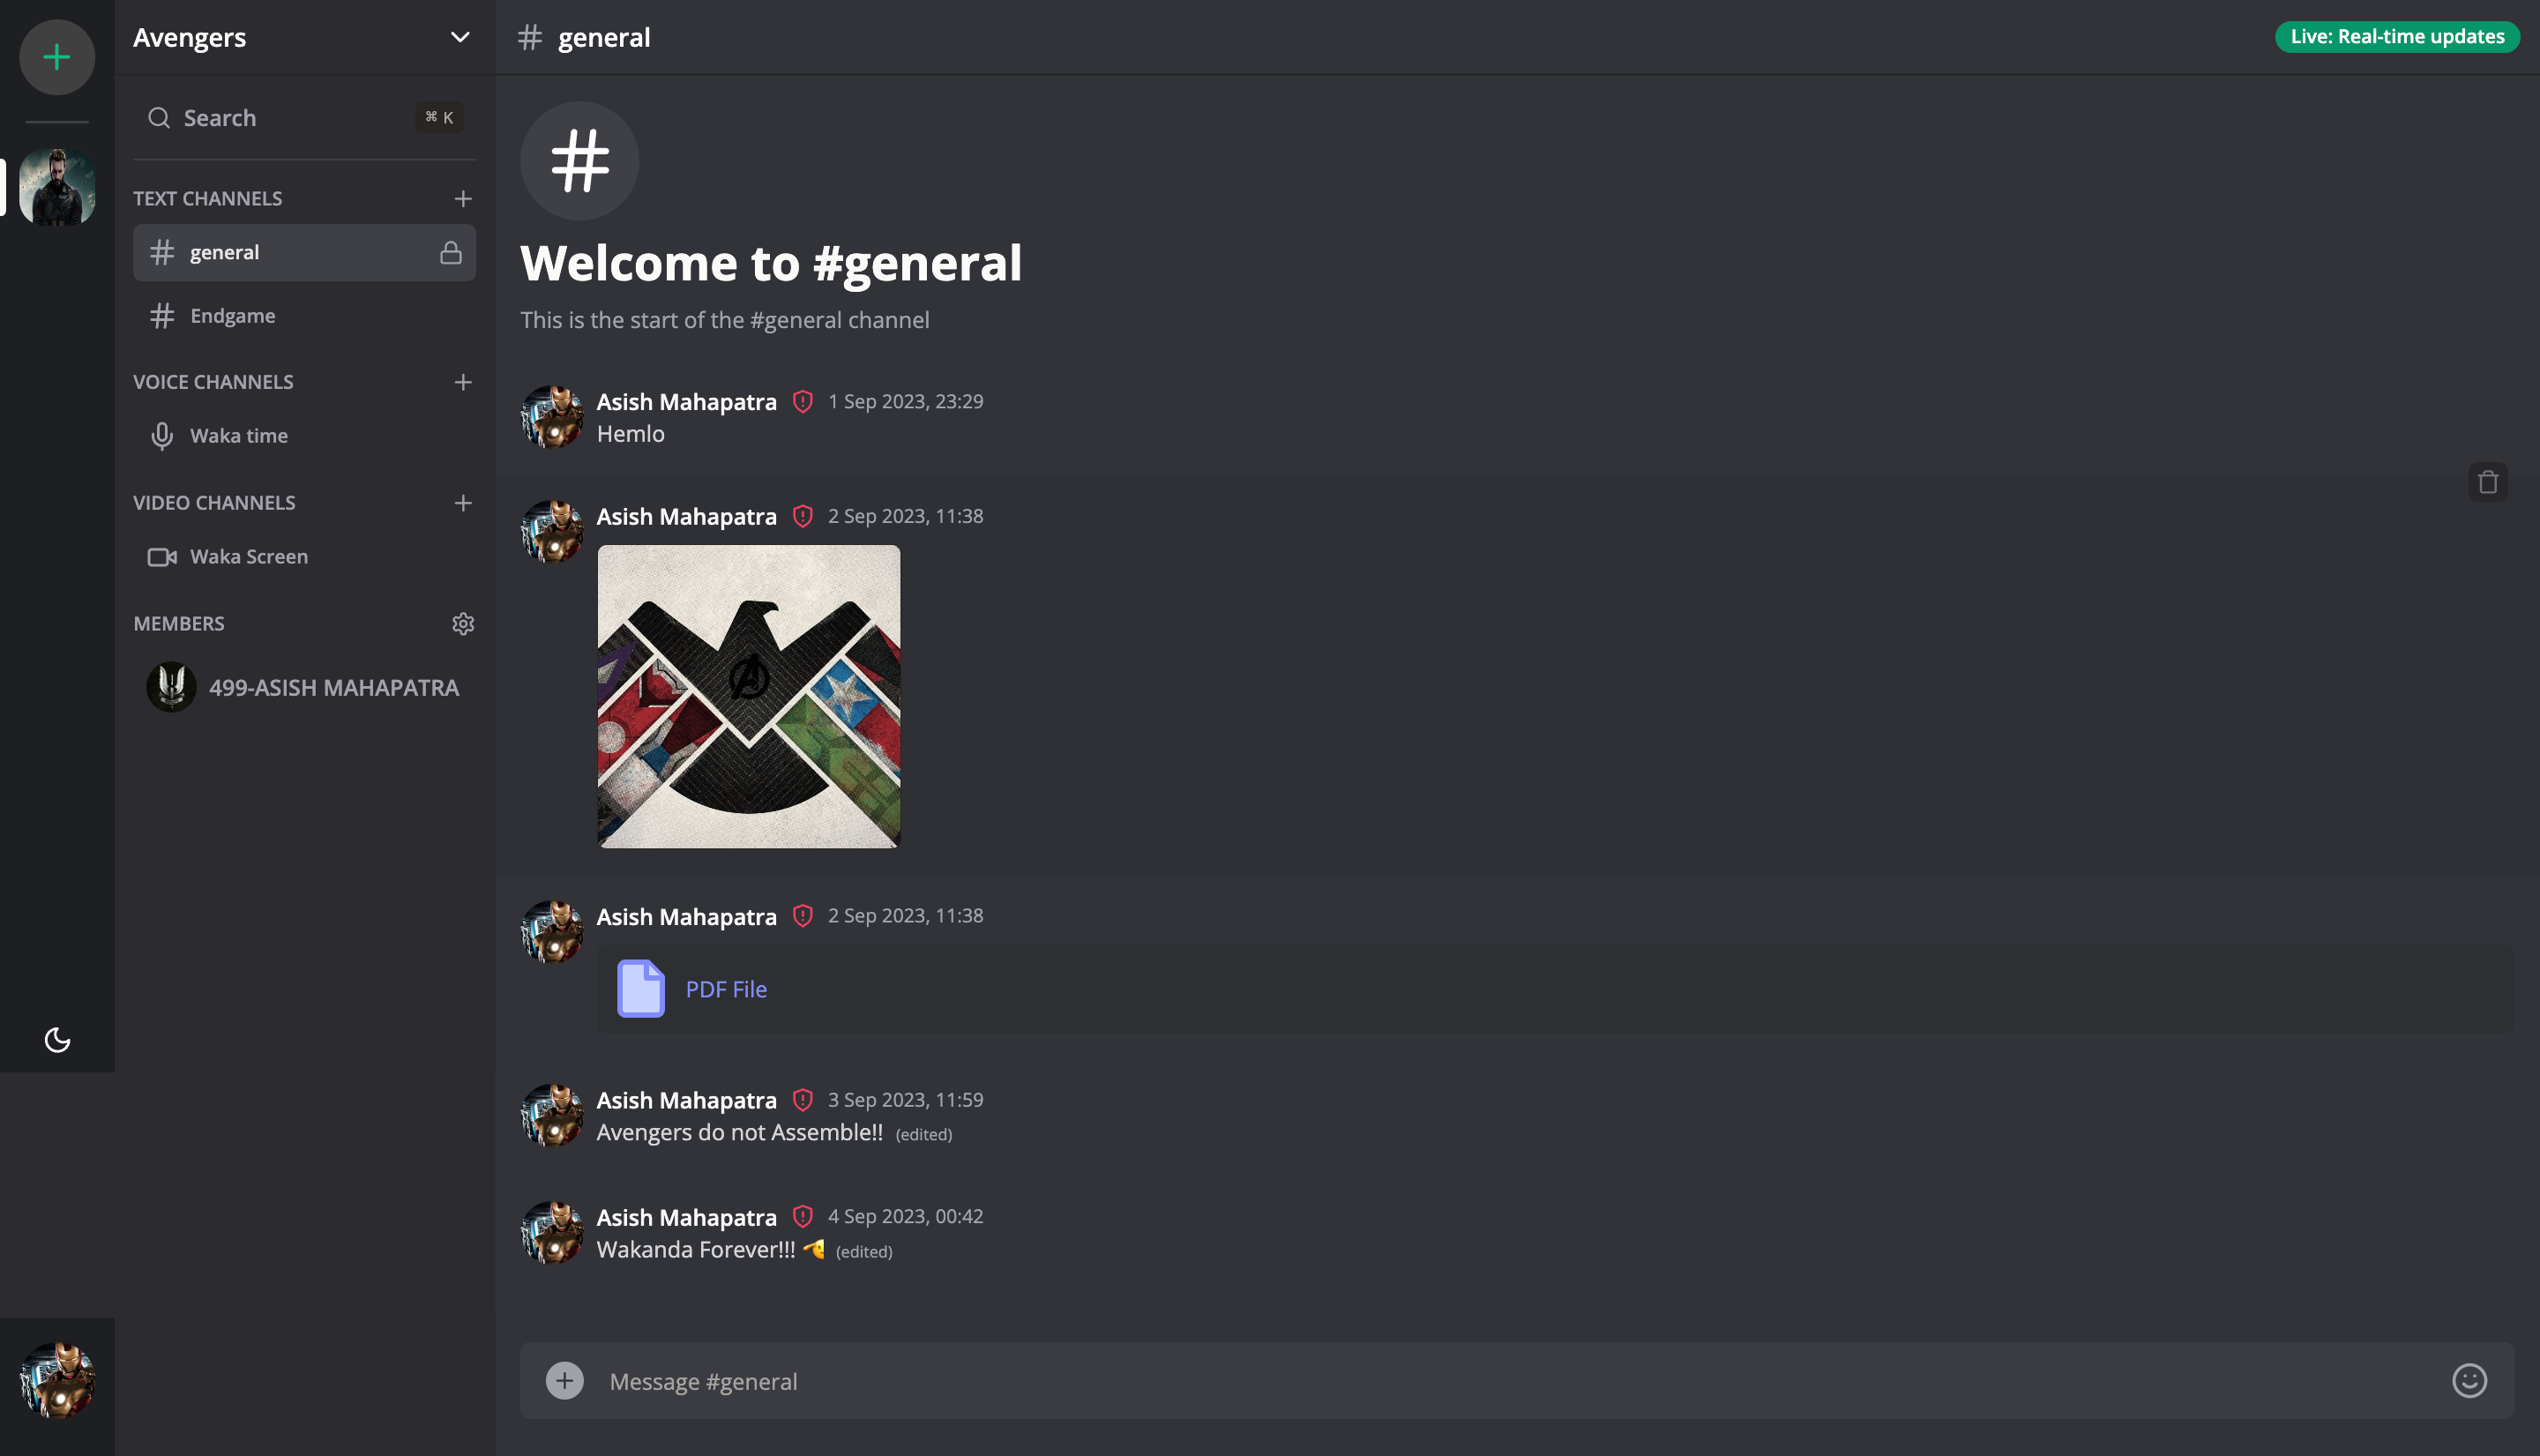 Avengers
Search
⌘ K
TEXT CHANNELS
general
Endgame
VOICE CHANNELS
Waka time
VIDEO CHANNELS
Waka Screen
MEMBERS
499-ASISH MAHAPATRA
# general
Live: Real-time updates
#
Welcome to #general
This is the start of the #general channel
Asish Mahapatra 1 Sep 2023, 23:29
Hemlo
Asish Mahapatra 2 Sep 2023, 11:38
Asish Mahapatra 2 Sep 2023, 11:38
PDF File
Asish Mahapatra 3 Sep 2023, 11:59
Avengers do not Assemble!! (edited)
Asish Mahapatra 4 Sep 2023, 00:42
Wakanda Forever!!! 🫵 (edited)
Message #general